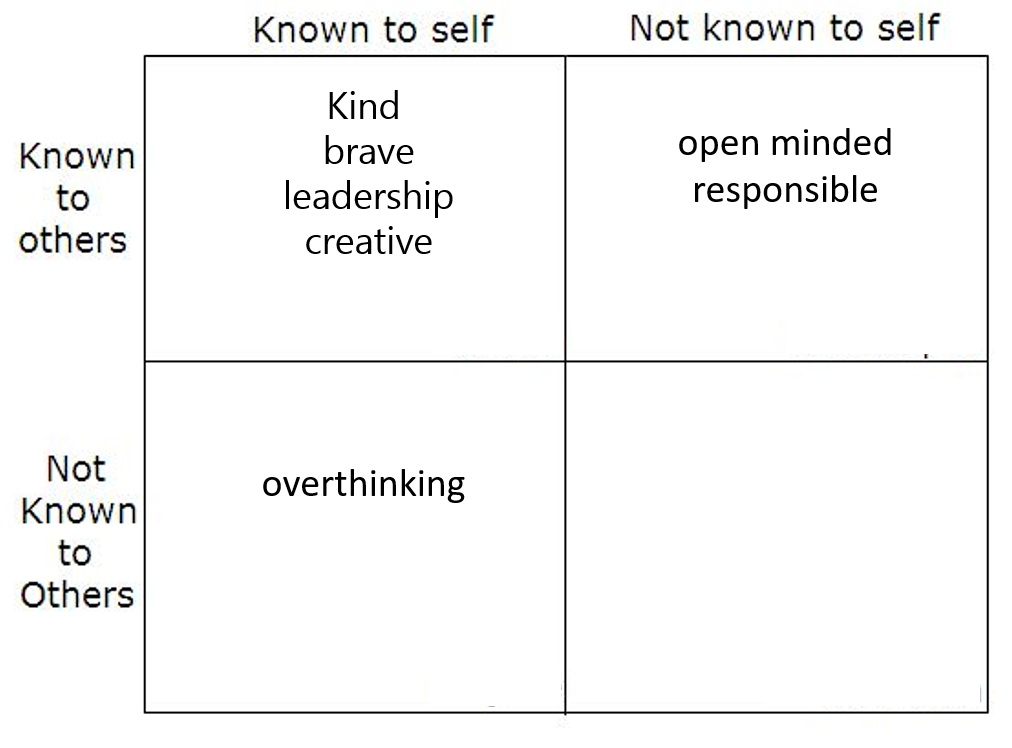 Known to self
Not known to self
Known
to
others
Kind
brave
leadership
creative
open minded
responsible
Not
Known
to
Others
overthinking